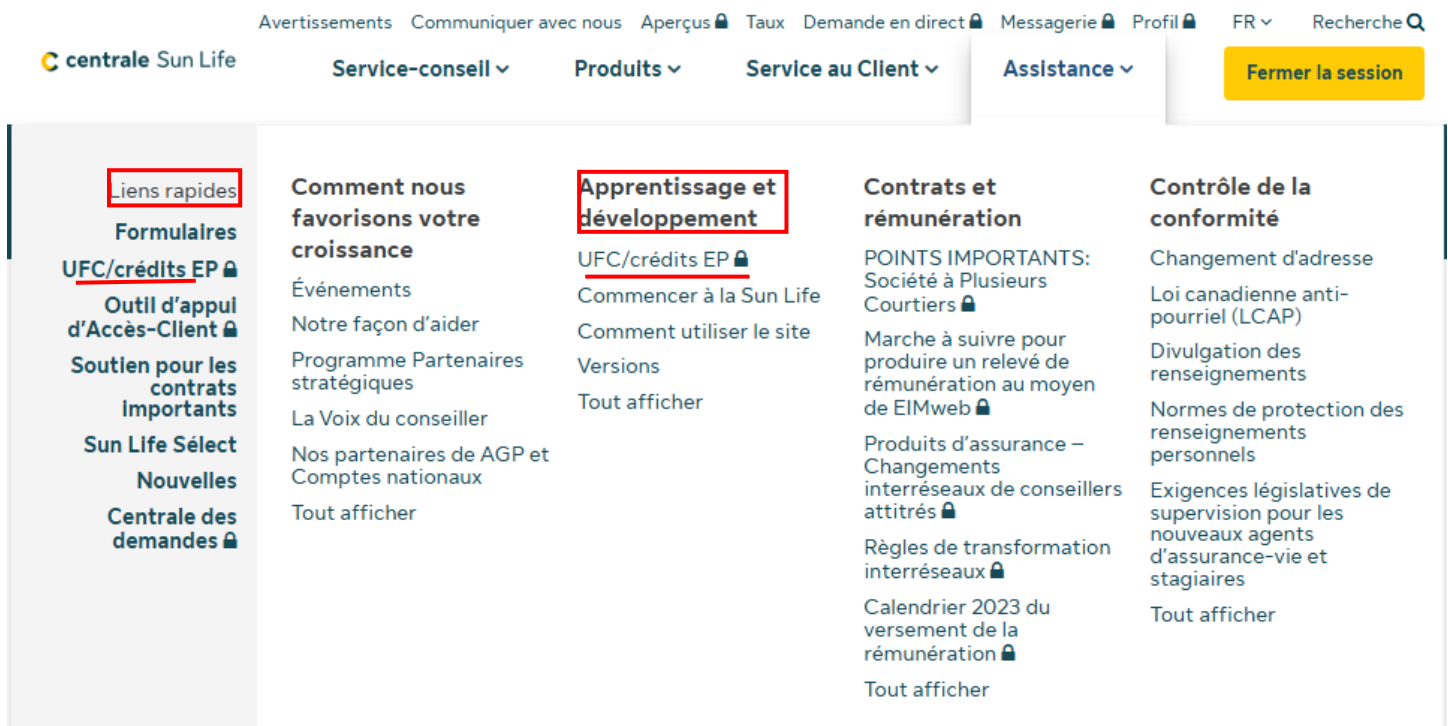 Avertissements Communiquer avec nous Aperçus Taux Demande en direct Messagerie Profil FR Recherche
centrale Sun Life
Service-conseil
Produits
Service au Client
Assistance
Fermer la session
Liens rapides
Formulaires
UFC/crédits EP
Outil d'appui
d'Accès-Client
Soutien pour les
contrats
importants
Sun Life Sélect
Nouvelles
Centrale des
demandes
Comment nous
favorisons votre
croissance
Événements
Notre façon d'aider
Programme Partenaires
stratégiques
La Voix du conseiller
Nos partenaires de AGP et
Comptes nationaux
Tout afficher
Apprentissage et
développement
UFC/crédits EP
Commencer à la Sun Life
Comment utiliser le site
Versions
Tout afficher
Contrats et
rémunération
POINTS IMPORTANTS:
Société à Plusieurs
Courtiers
Marche à suivre pour
produire un relevé de
rémunération au moyen
de EIMweb
Produits d'assurance –
Changements
interréseaux de conseillers
attitrés
Règles de transformation
interréseaux
Calendrier 2023 du
versement de la
rémunération
Tout afficher
Contrôle de la
conformité
Changement d'adresse
Loi canadienne anti-
pourriel (LCAP)
Divulgation des
renseignements
Normes de protection des
renseignements
personnels
Exigences législatives de
supervision pour les
nouveaux agents
d'assurance-vie et
stagiaires
Tout afficher